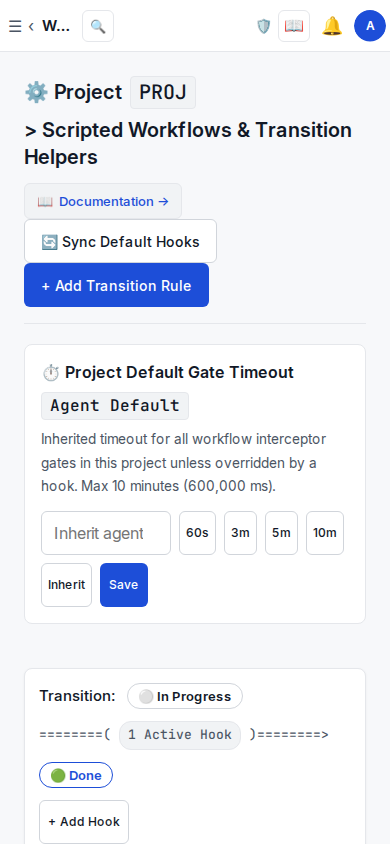 ☰ ‹ W... 🔍 🛡️ 📖 🔔 A
⚙️ Project PROJ
> Scripted Workflows & Transition
Helpers
📖 Documentation →
🔄 Sync Default Hooks
+ Add Transition Rule
⏱️ Project Default Gate Timeout
Agent Default
Inherited timeout for all workflow interceptor
gates in this project unless overridden by a
hook. Max 10 minutes (600,000 ms).
Inherit agent 60s 3m 5m 10m
Inherit Save
Transition: ⚪ In Progress
========( 1 Active Hook )========>
🟢 Done
+ Add Hook